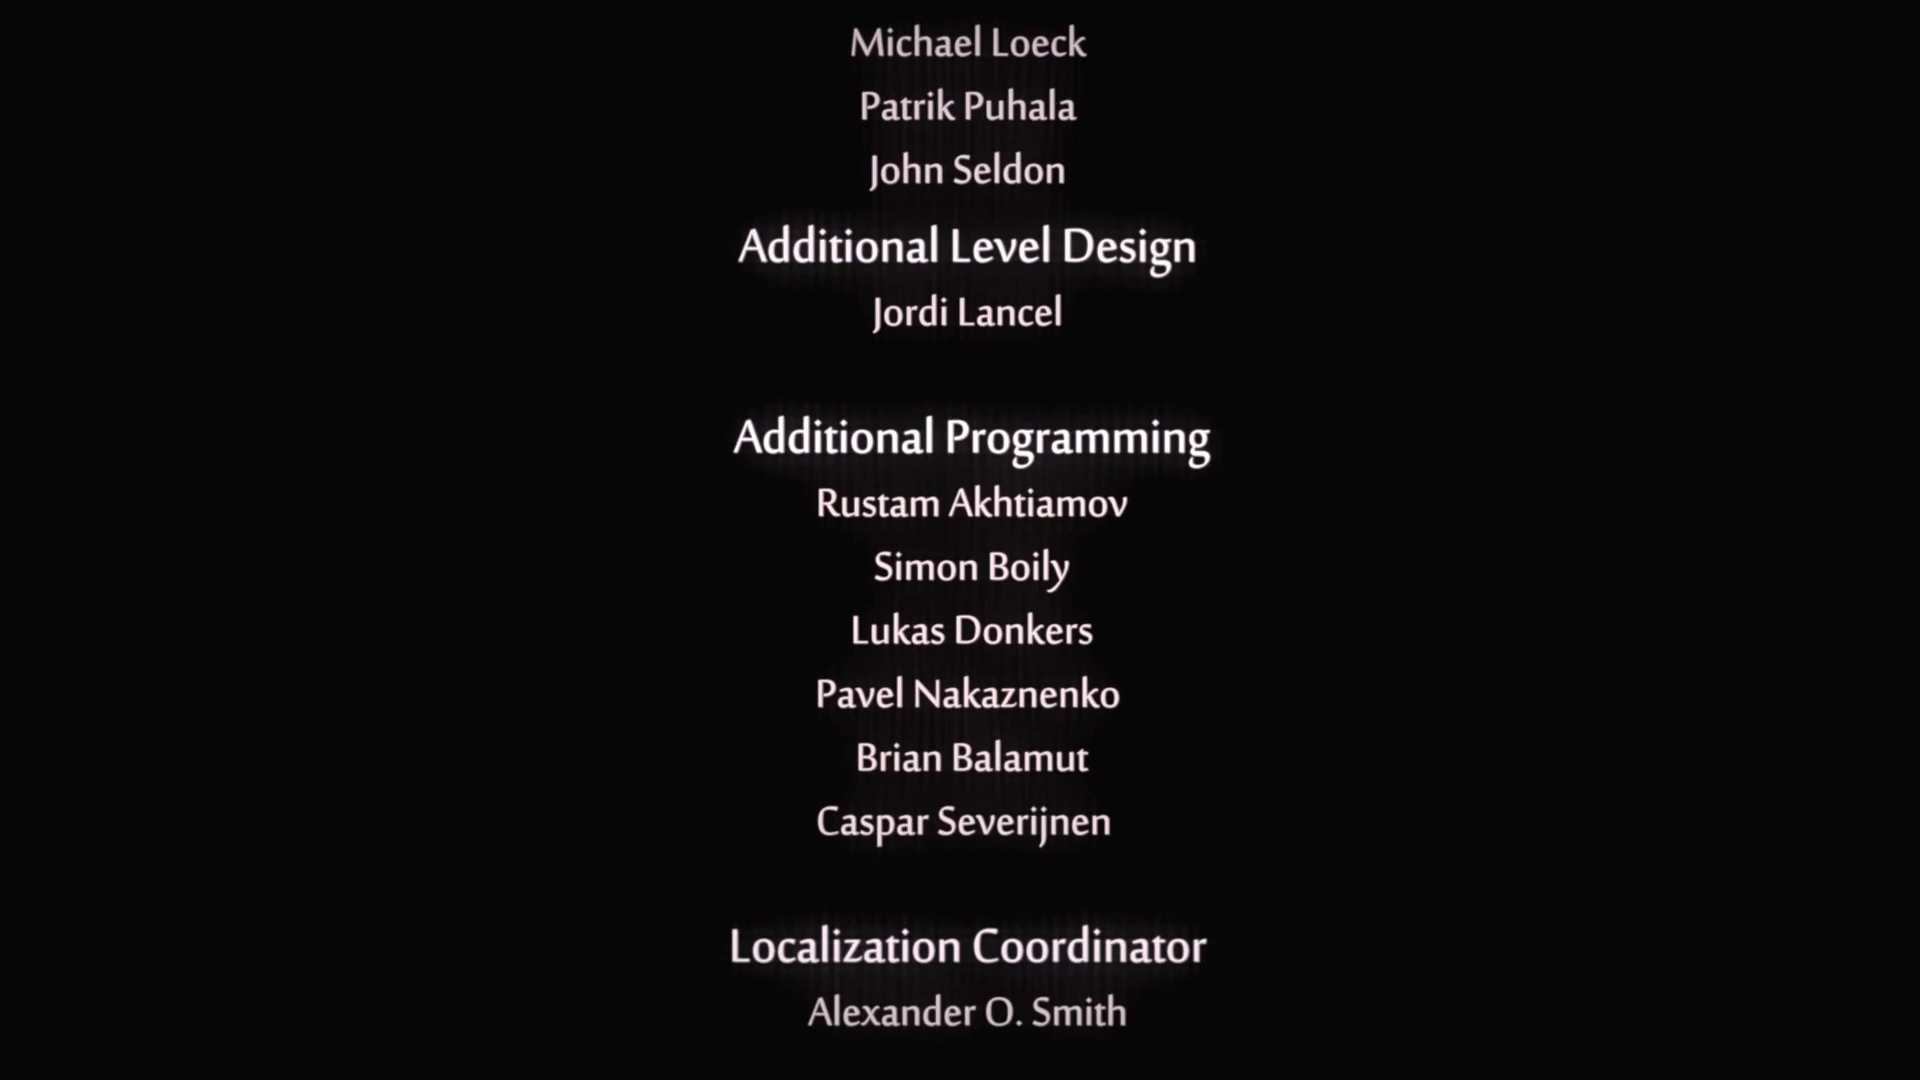 Michael Loeck
Patrik Puhala
John Seldon
Additional Level Design
Jordi Lancel
Additional Programming
Rustam Akhtiamov
Simon Boily
Lukas Donkers
Pavel Nakaznenko
Brian Balamut
Caspar Severijnen
Localization Coordinator
Alexander O. Smith